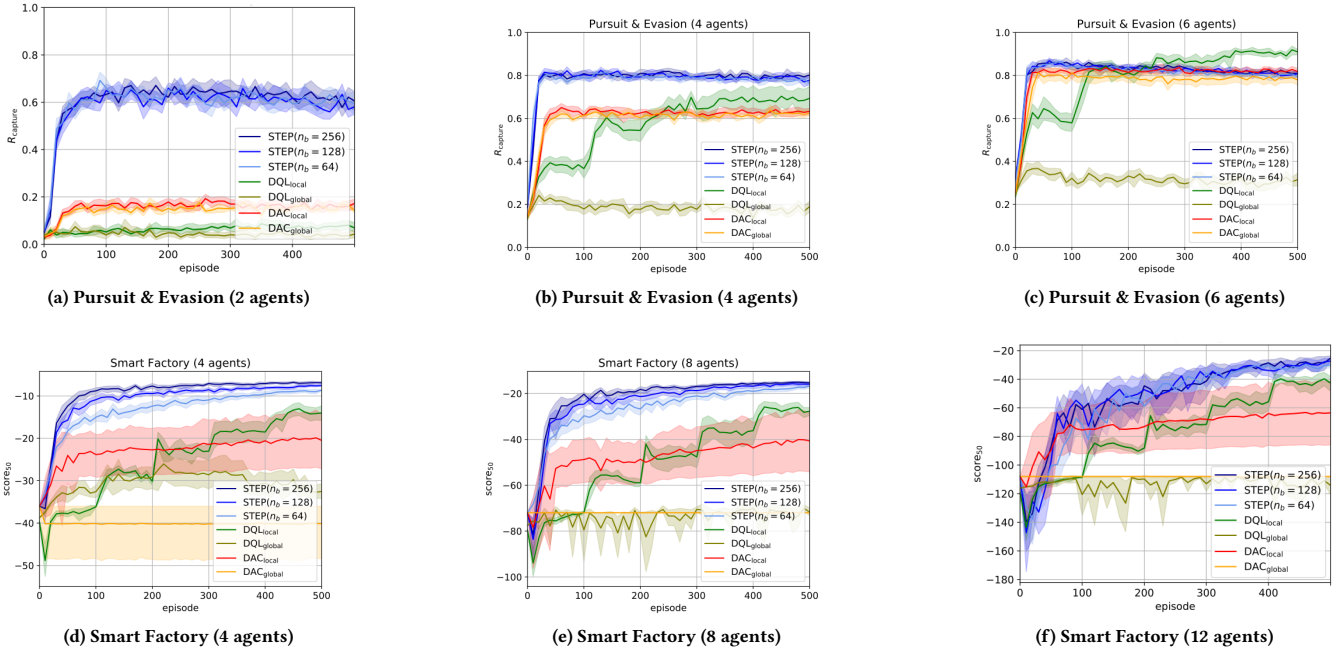 Pursuit & Evasion (4 agents)
Pursuit & Evasion (6 agents)
1.0
0.8
0.6
0.4
0.2
0.0
R_capture
0
100
200
300
400
episode
STEP(n_b = 256)
STEP(n_b = 128)
STEP(n_b = 64)
DQL_local
DQL_global
DAC_local
DAC_global
(a) Pursuit & Evasion (2 agents)
1.0
0.8
0.6
0.4
0.2
0.0
R_capture
0
100
200
300
400
500
episode
STEP(n_b = 256)
STEP(n_b = 128)
STEP(n_b = 64)
DQL_local
DQL_global
DAC_local
DAC_global
(b) Pursuit & Evasion (4 agents)
1.0
0.8
0.6
0.4
0.2
0.0
R_capture
0
100
200
300
400
500
episode
STEP(n_b = 256)
STEP(n_b = 128)
STEP(n_b = 64)
DQL_local
DQL_global
DAC_local
DAC_global
(c) Pursuit & Evasion (6 agents)
Smart Factory (4 agents)
−10
−20
−30
−40
−50
score_50
0
100
200
300
400
500
episode
STEP(n_b = 256)
STEP(n_b = 128)
STEP(n_b = 64)
DQL_local
DQL_global
DAC_local
DAC_global
(d) Smart Factory (4 agents)
Smart Factory (8 agents)
−20
−40
−60
−80
−100
score_50
0
100
200
300
400
500
episode
STEP(n_b = 256)
STEP(n_b = 128)
STEP(n_b = 64)
DQL_local
DQL_global
DAC_local
DAC_global
(e) Smart Factory (8 agents)
−20
−40
−60
−80
−100
−120
−140
−160
−180
score_50
0
100
200
300
400
episode
STEP(n_b = 256)
STEP(n_b = 128)
STEP(n_b = 64)
DQL_local
DQL_global
DAC_local
DAC_global
(f) Smart Factory (12 agents)